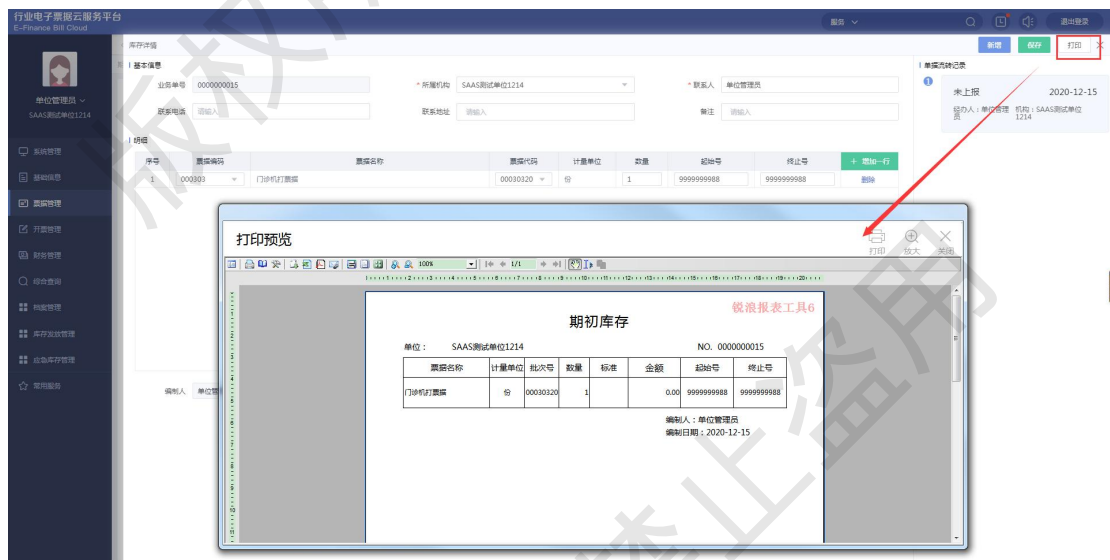 行业电子票据云服务平台
E-Finance Bill Cloud
服务
退出登录
单位管理员
SAAS测试单位1214
系统管理
基础信息
票据管理
开票管理
财务管理
综合查询
档案管理
库存发放管理
应急库存管理
常用服务
库存详情
新增 保存 打印
基本信息
业务单号 0000000015 * 所属机构 SAAS测试单位1214 * 联系人 单位管理员
联系电话 请输入 联系地址 请输入 备注 请输入
明细
序号 票据编码 票据名称 票据代码 计量单位 数量 起始号 终止号 + 增加一行
1 000303 门诊机打票据 00030320 份 1 9999999988 9999999988 删除
单据流转记录
1
未上报 2020-12-15
经办人：单位管理员 机构：SAAS测试单位1214
打印预览
打印 放大 关闭
100% 1/1
锐浪报表工具6
期初库存
单位： SAAS测试单位1214 NO. 0000000015
票据名称 计量单位 批次号 数量 标准 金额 起始号 终止号
门诊机打票据 份 00030320 1 0.00 9999999988 9999999988
编制人：单位管理员
编制日期：2020-12-15
编制人 单位管